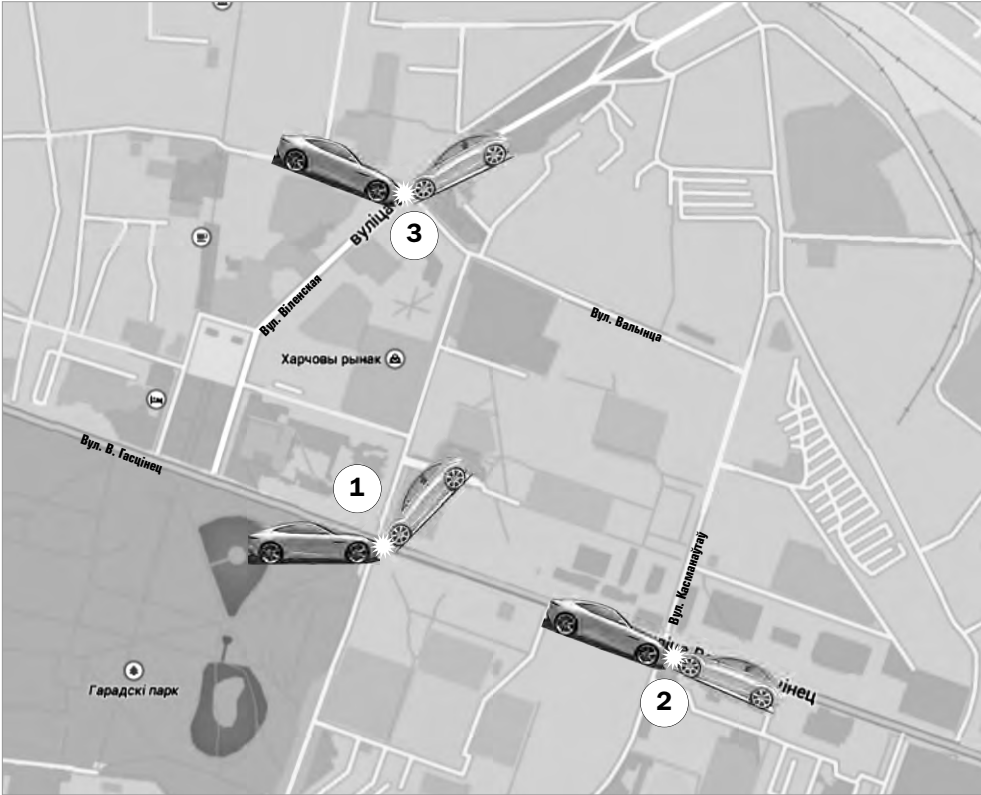 3
вуліца
Вул. Віленская
Вул. Валынца
Харчовы рынак
Вул. В. Гасцінец
1
Вул. Касманаўтаў
інец
2
Гарадскі парк